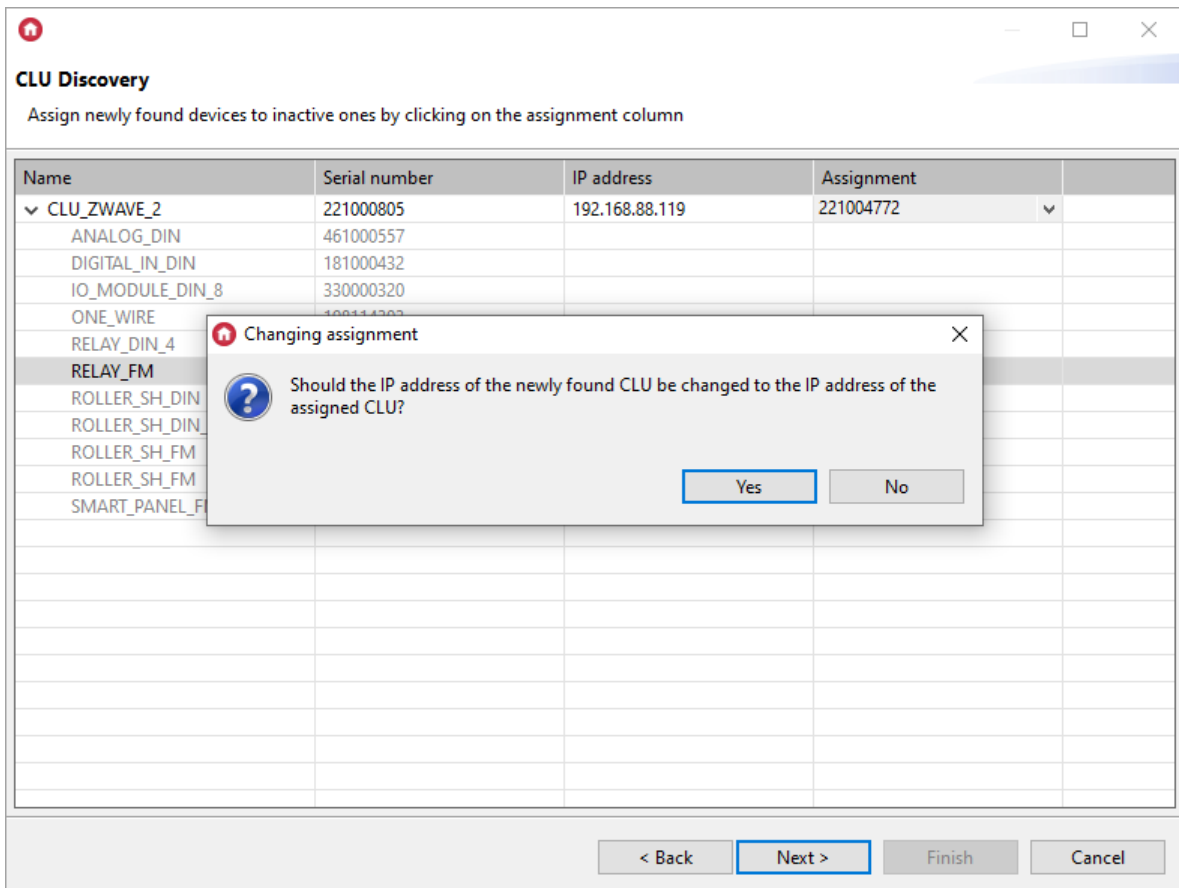 CLU Discovery
Assign newly found devices to inactive ones by clicking on the assignment column
Name Serial number IP address Assignment
CLU_ZWAVE_2 221000805 192.168.88.119 221004772
ANALOG_DIN 461000557
DIGITAL_IN_DIN 181000432
IO_MODULE_DIN_8 330000320
ONE_WIRE
RELAY_DIN_4
RELAY_FM
ROLLER_SH_DIN
ROLLER_SH_DIN_
ROLLER_SH_FM
ROLLER_SH_FM
SMART_PANEL_
Changing assignment
Should the IP address of the newly found CLU be changed to the IP address of the
assigned CLU?
Yes No
< Back Next > Finish Cancel